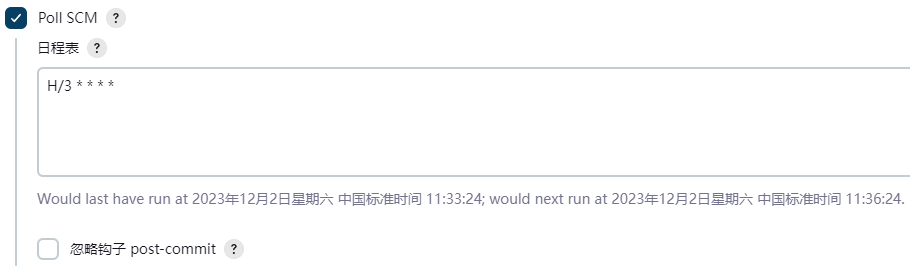 Poll SCM ?
日程表 ?
H/3 * * * *
Would last have run at 2023年12月2日星期六 中国标准时间 11:33:24; would next run at 2023年12月2日星期六 中国标准时间 11:36:24.
忽略钩子 post-commit ?